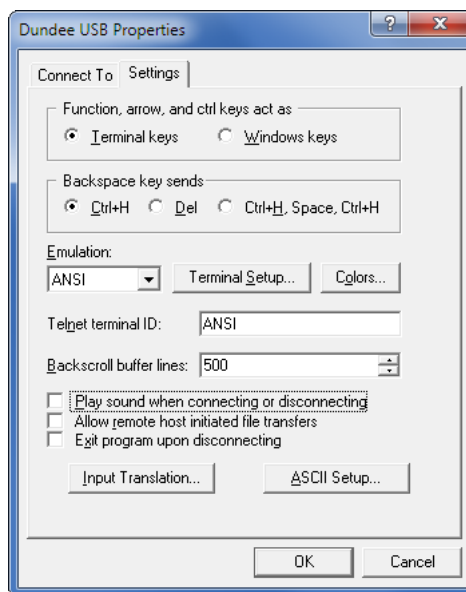 Dundee USB Properties
? X
Connect To Settings
Function, arrow, and ctrl keys act as
Terminal keys Windows keys
Backspace key sends
Ctrl+H Del Ctrl+H, Space, Ctrl+H
Emulation:
ANSI Terminal Setup... Colors...
Telnet terminal ID: ANSI
Backscroll buffer lines: 500
Play sound when connecting or disconnecting
Allow remote host initiated file transfers
Exit program upon disconnecting
Input Translation... ASCII Setup...
OK Cancel